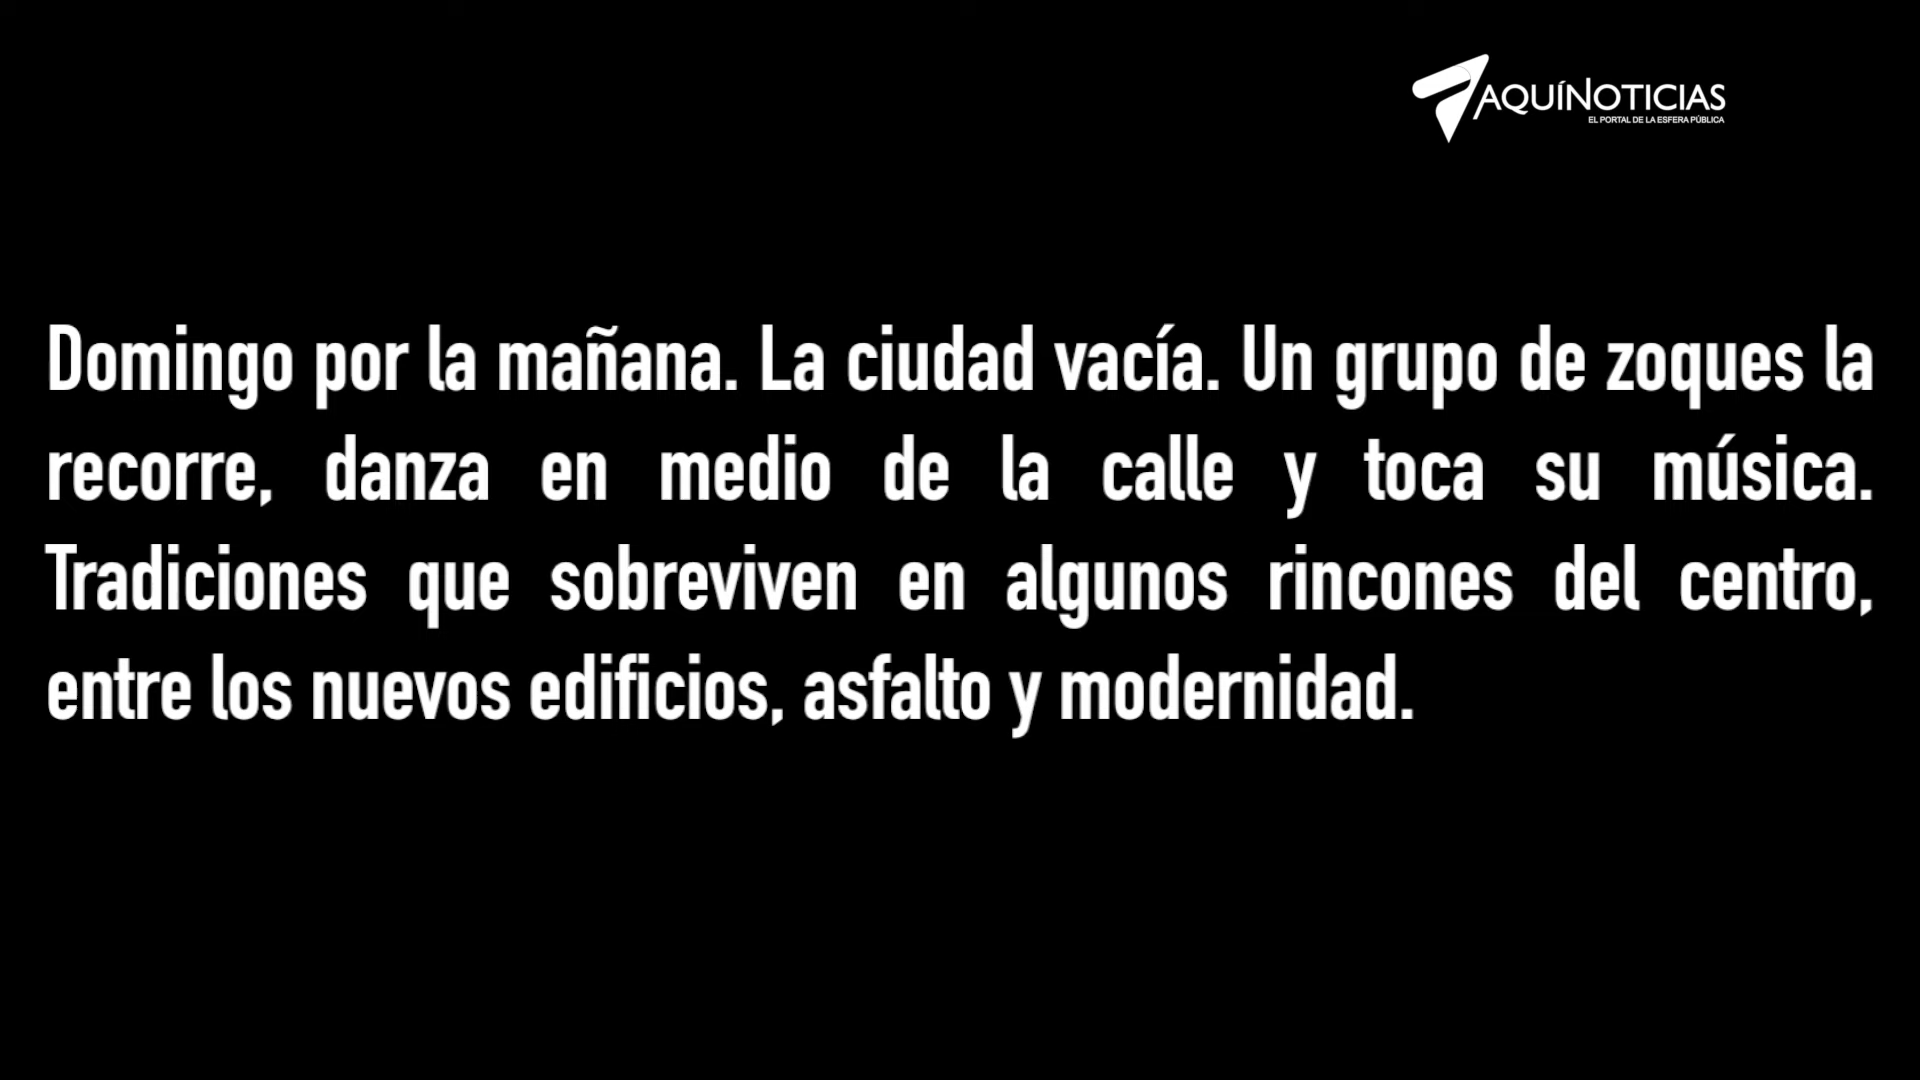 AQUÍNOTICIAS
EL PORTAL DE LA ESFERA PÚBLICA
Domingo por la mañana. La ciudad vacía. Un grupo de zoques la
recorre, danza en medio de la calle y toca su música.
Tradiciones que sobreviven en algunos rincones del centro,
entre los nuevos edificios, asfalto y modernidad.